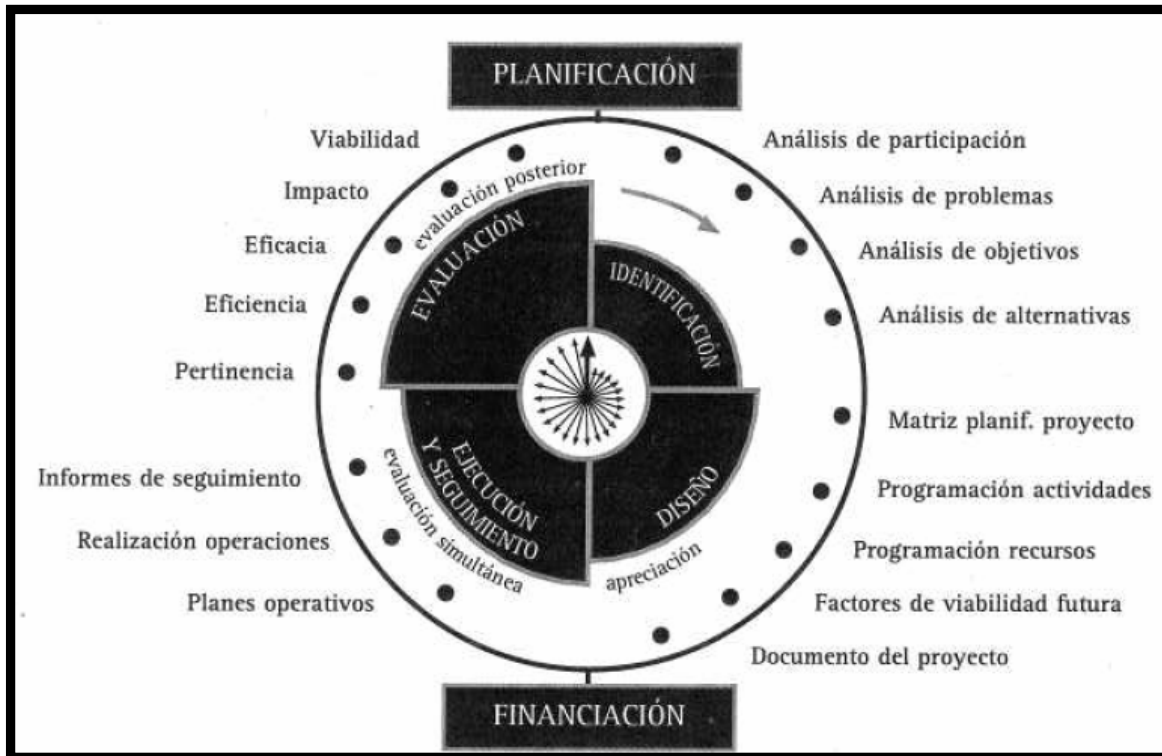 PLANIFICACIÓN
Viabilidad
Análisis de participación
Impacto
evaluación posterior
Análisis de problemas
Eficacia
EVALUACIÓN
IDENTIFICACIÓN
Análisis de objetivos
Eficiencia
Análisis de alternativas
Pertinencia
Matriz planif. proyecto
Informes de seguimiento
EJECUCIÓN
Y SEGUIMIENTO
evaluación simultánea
DISEÑO
apreciación
Programación actividades
Realización operaciones
Programación recursos
Planes operativos
Factores de viabilidad futura
Documento del proyecto
FINANCIACIÓN